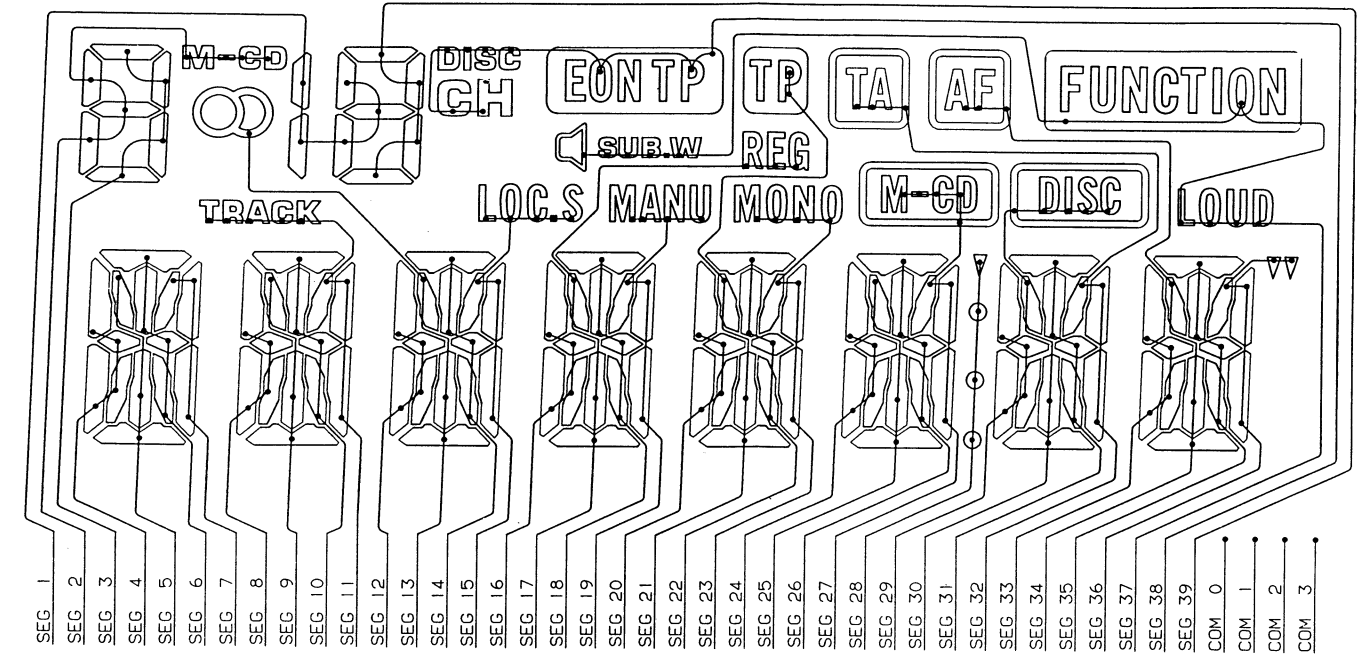 M-CD DISC EON TP TP TA AF FUNCTION
CH
SUB.W REG
TRACK LOC.S MANU MONO M-CD DISC LOUD
SEG 1
SEG 2
SEG 3
SEG 4
SEG 5
SEG 6
SEG 7
SEG 8
SEG 9
SEG 10
SEG 11
SEG 12
SEG 13
SEG 14
SEG 15
SEG 16
SEG 17
SEG 18
SEG 19
SEG 20
SEG 21
SEG 22
SEG 23
SEG 24
SEG 25
SEG 26
SEG 27
SEG 28
SEG 29
SEG 30
SEG 31
SEG 32
SEG 33
SEG 34
SEG 35
SEG 36
SEG 37
SEG 38
SEG 39
COM 0
COM 1
COM 2
COM 3